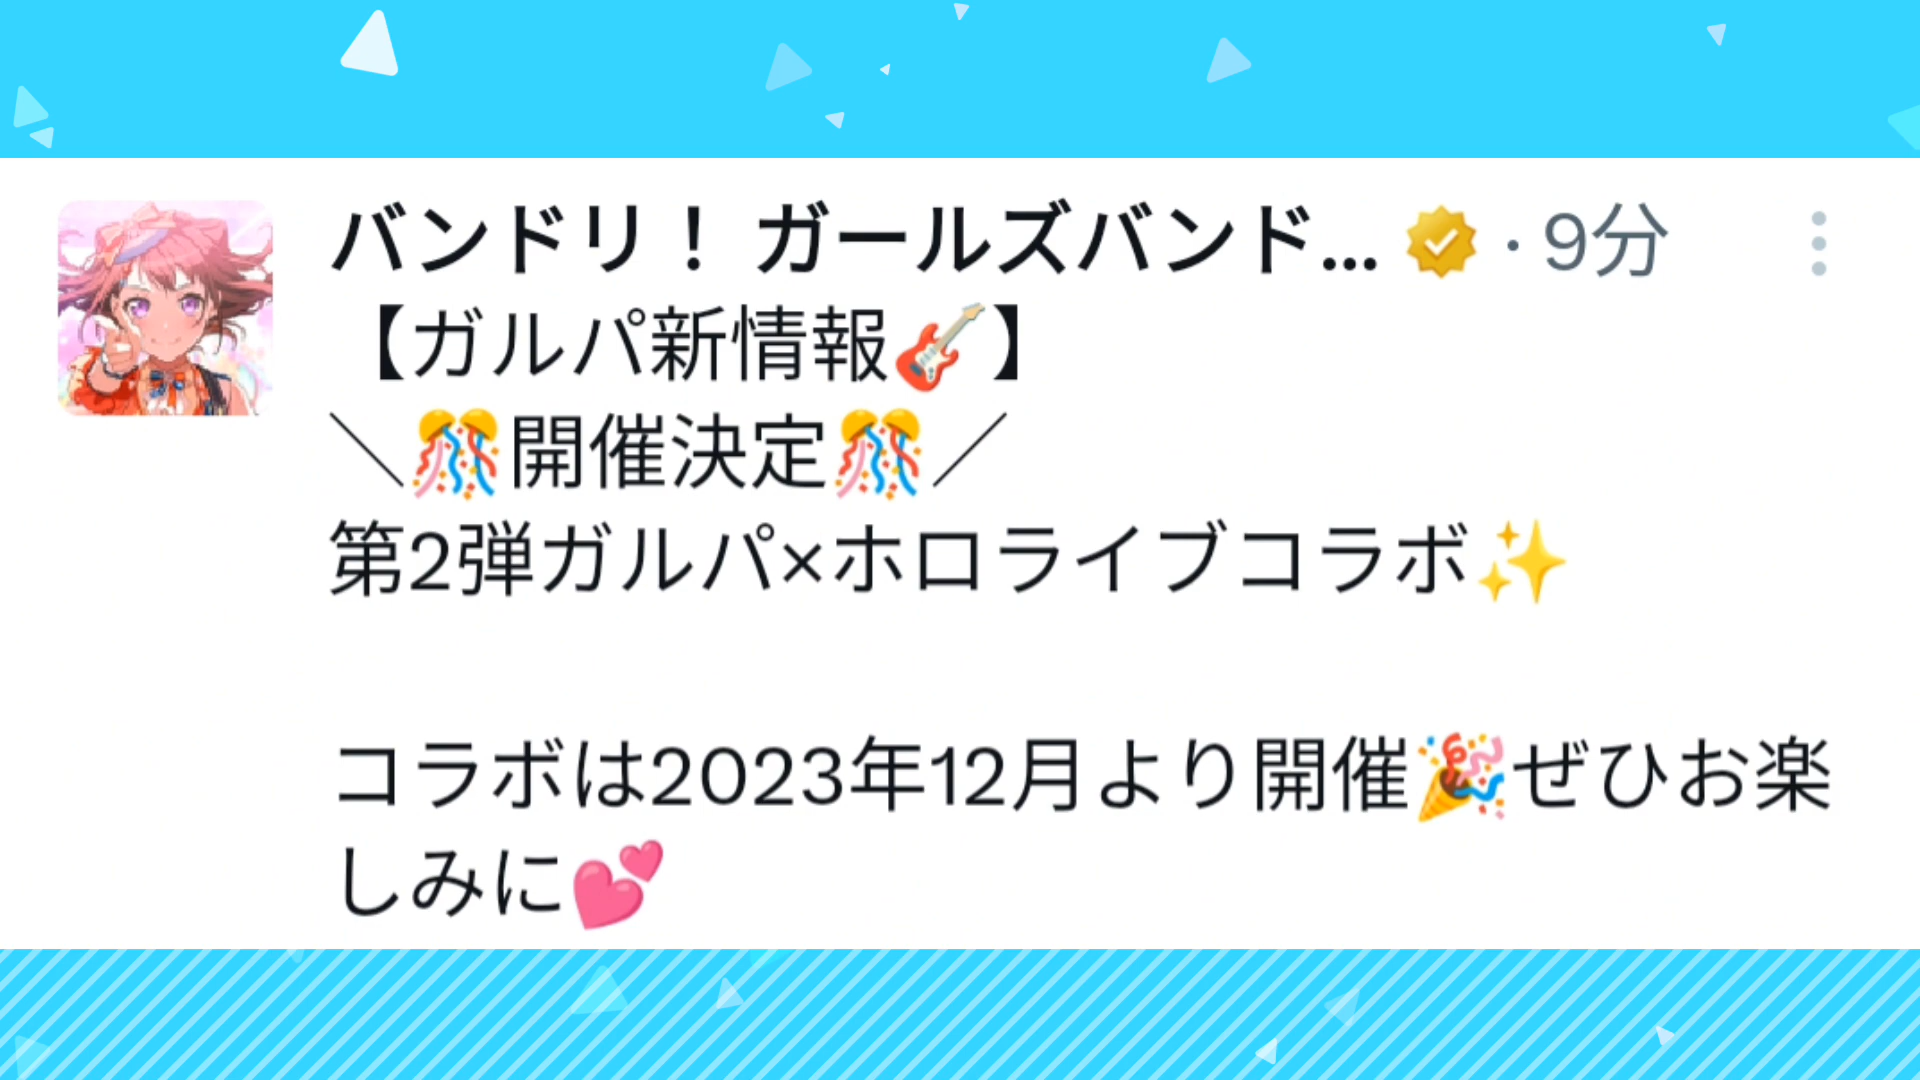 バンドリ！ ガールズバンド... · 9分
【ガルパ新情報🎸】
＼🎊開催決定🎊／
第2弾ガルパ×ホロライブコラボ✨
コラボは2023年12月より開催🎉ぜひお楽
しみに💕